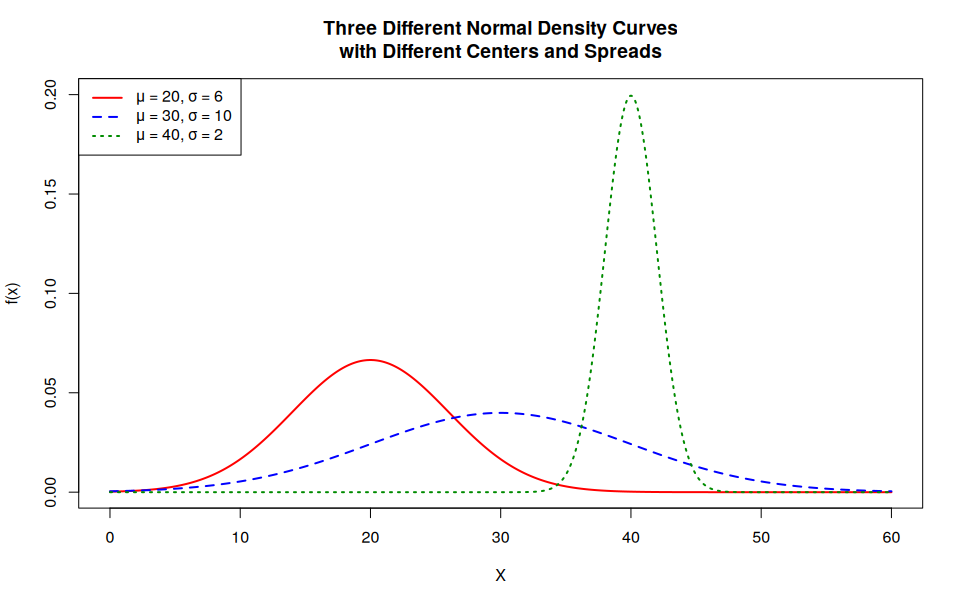 Three Different Normal Density Curves
with Different Centers and Spreads
μ = 20, σ = 6
μ = 30, σ = 10
μ = 40, σ = 2
f(x)
0.20
0.15
0.10
0.05
0.00
0 10 20 30 40 50 60
X